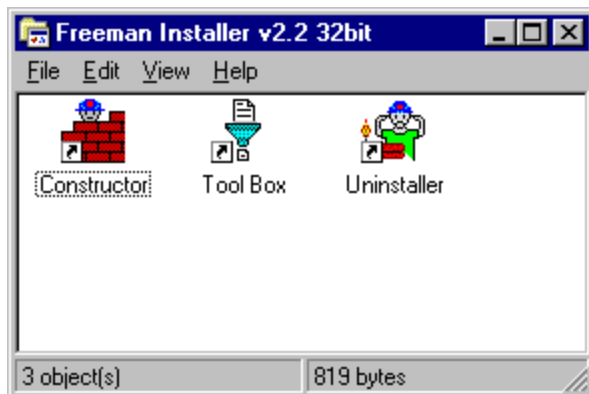 Freeman Installer v2.2 32bit
File Edit View Help
Constructor Tool Box Uninstaller
3 object(s) 819 bytes